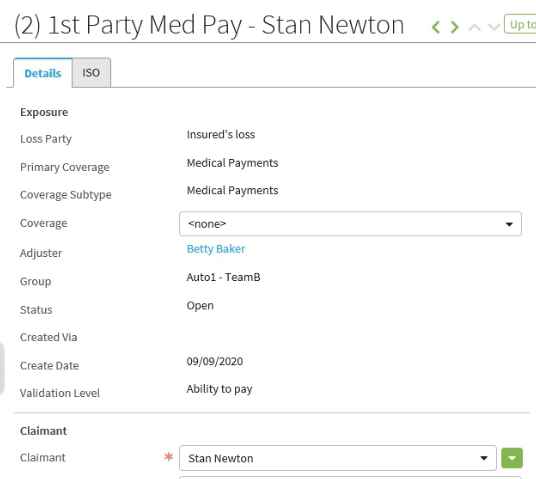 (2) 1st Party Med Pay - Stan Newton
Up to
Details
ISO
Exposure
Loss Party Insured's loss
Primary Coverage Medical Payments
Coverage Subtype Medical Payments
Coverage <none>
Adjuster Betty Baker
Group Auto1 - TeamB
Status Open
Created Via
Create Date 09/09/2020
Validation Level Ability to pay
Claimant
Claimant * Stan Newton